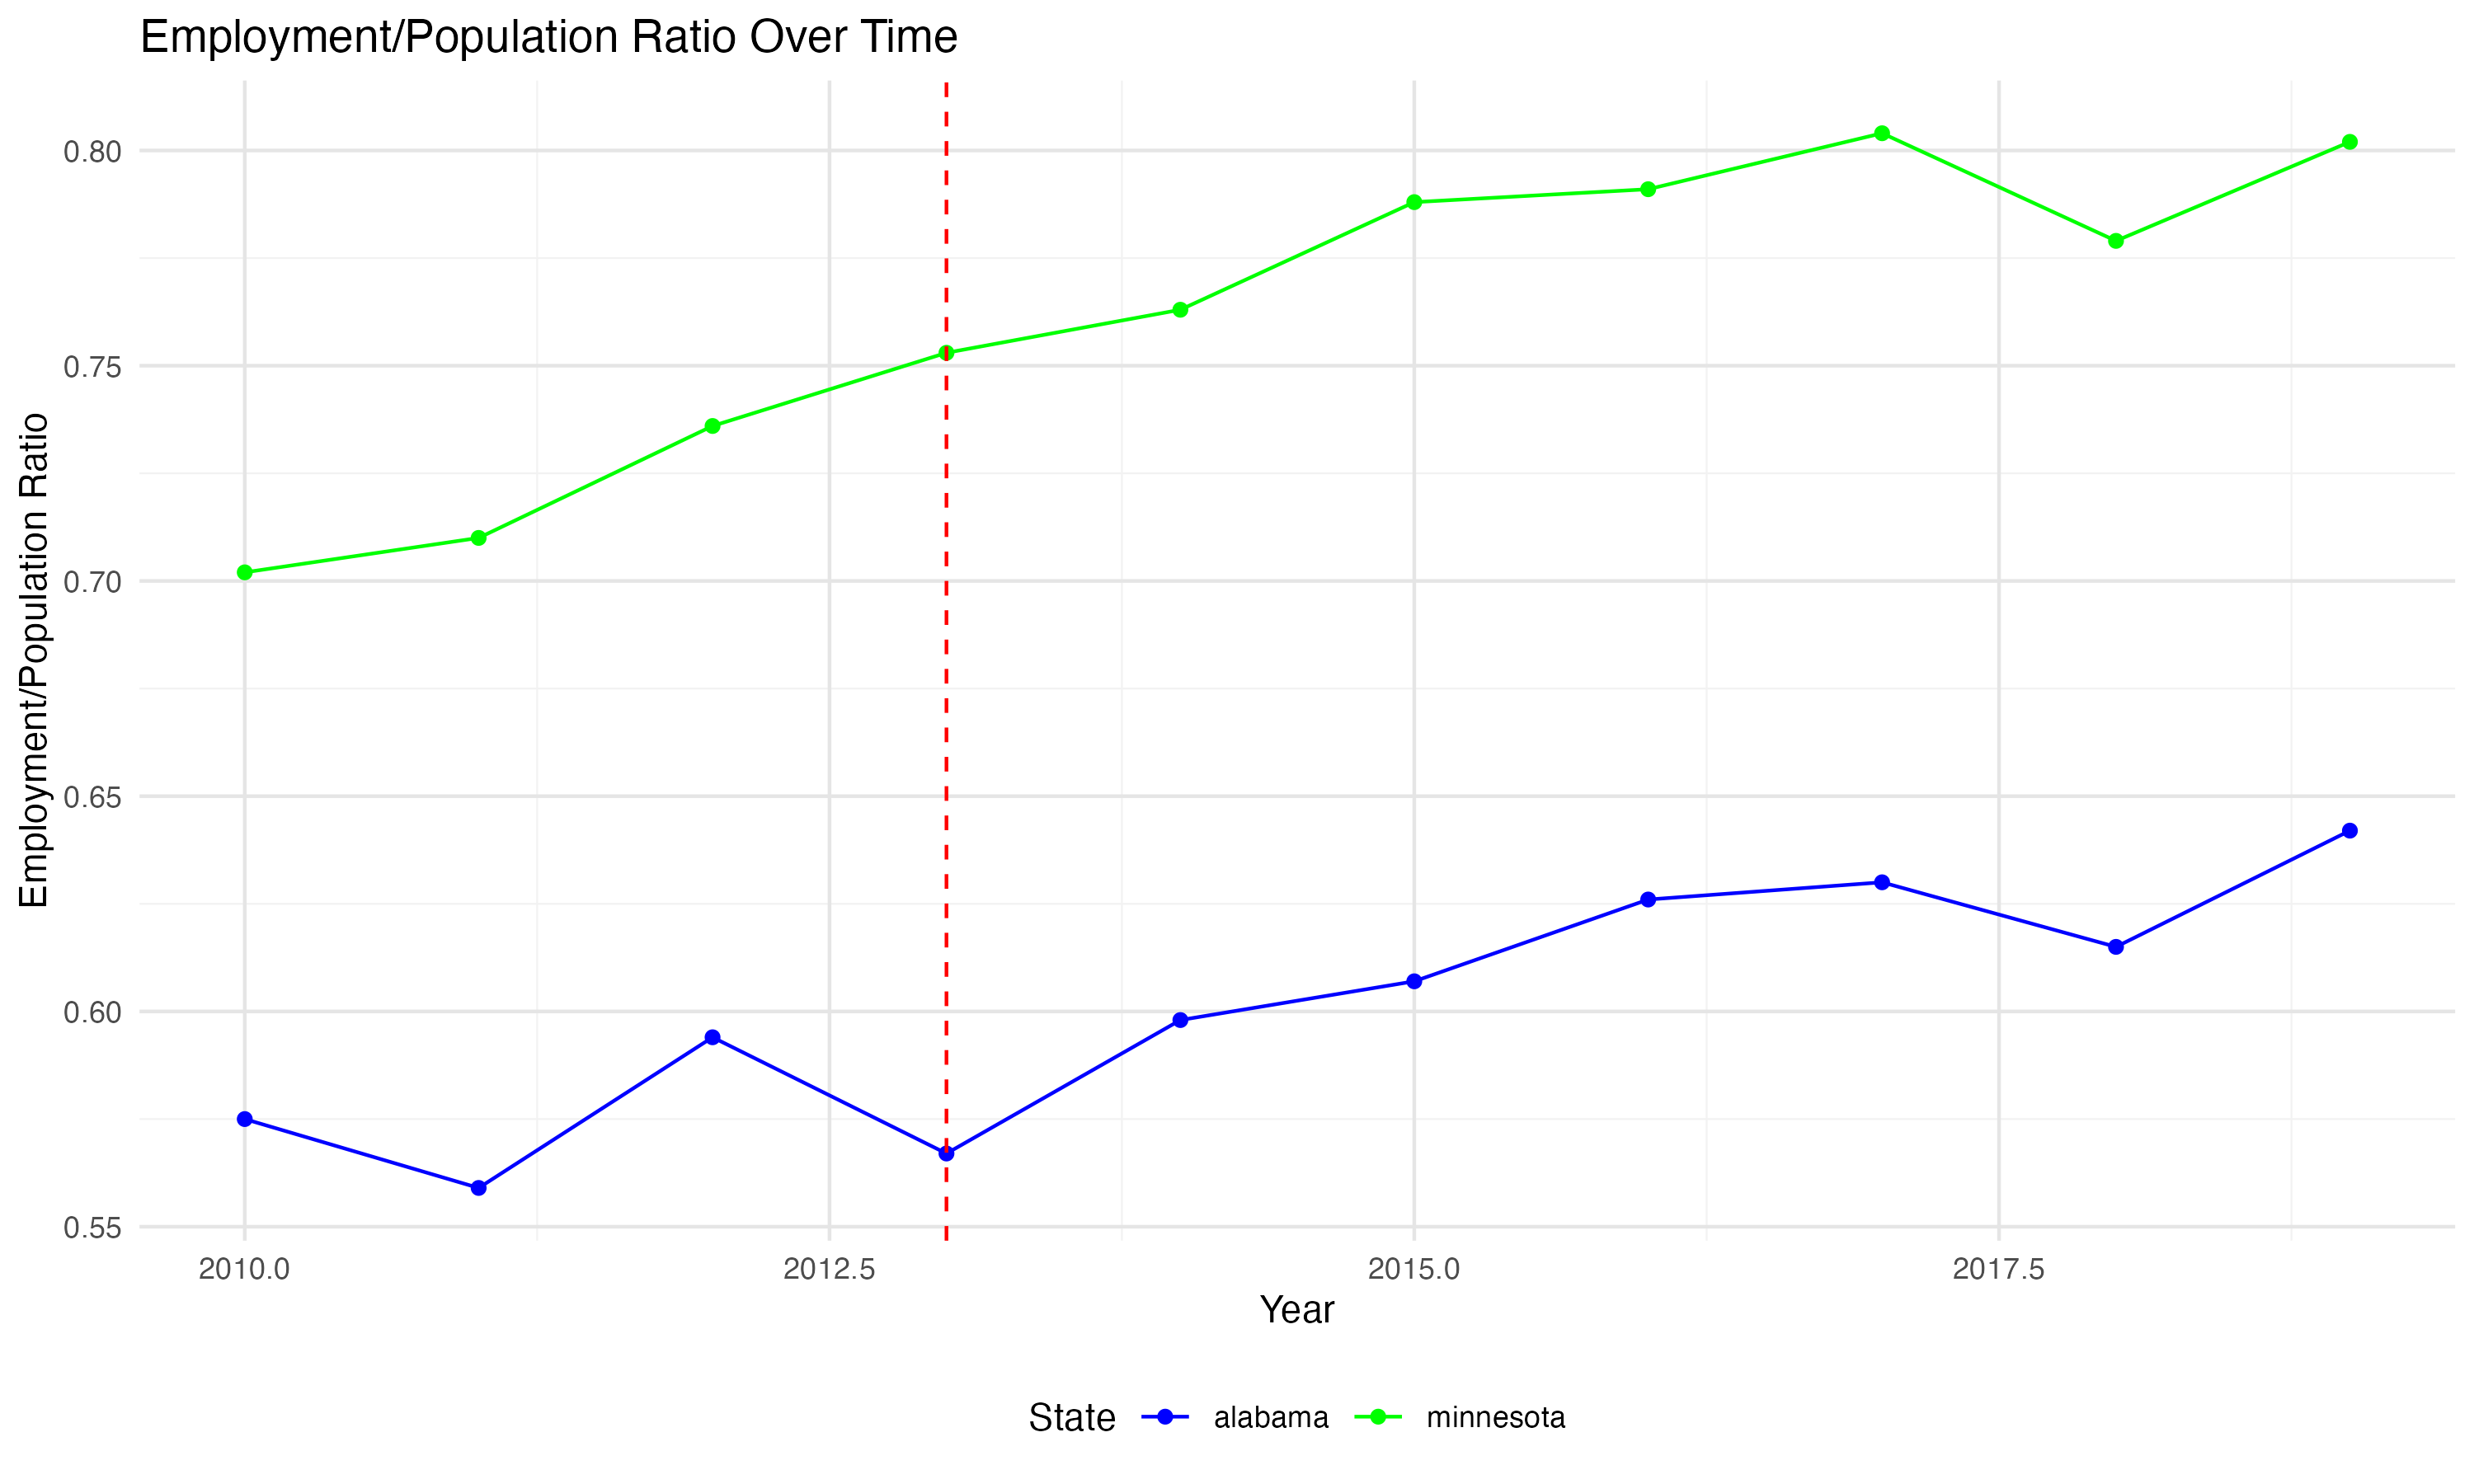 Employment/Population Ratio Over Time
Employment/Population Ratio
0.80
0.75
0.70
0.65
0.60
0.55
2010.0 2012.5 2015.0 2017.5
Year
State alabama minnesota